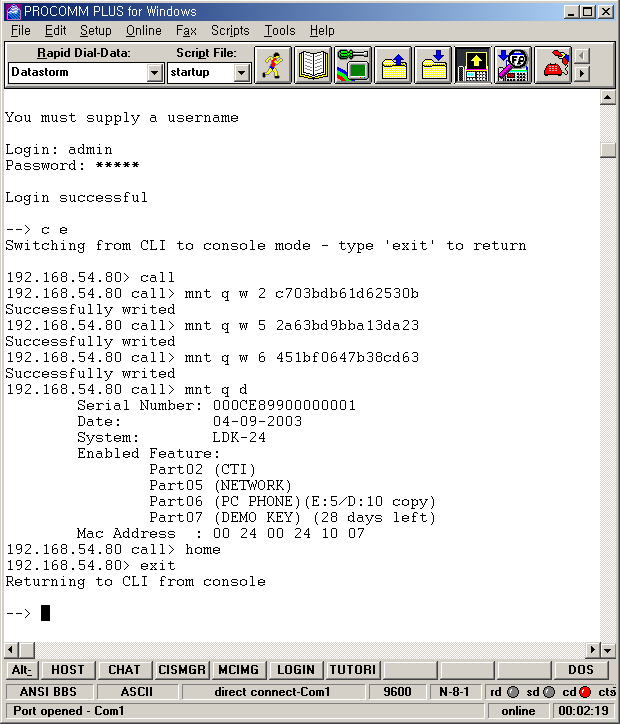 PROCOMM PLUS for Windows
File Edit Setup Online Fax Scripts Tools Help
Rapid Dial-Data: Script File:
Datastorm startup
You must supply a username
Login: admin
Password: *****
Login successful
--> c e
Switching from CLI to console mode - type 'exit' to return
192.168.54.80> call
192.168.54.80 call> mnt q w 2 c703bdb61d62530b
Successfully writed
192.168.54.80 call> mnt q w 5 2a63bd9bba13da23
Successfully writed
192.168.54.80 call> mnt q w 6 451bf0647b38cd63
Successfully writed
192.168.54.80 call> mnt q d
Serial Number: 000CE89900000001
Date: 04-09-2003
System: LDK-24
Enabled Feature:
Part02 (CTI)
Part05 (NETWORK)
Part06 (PC PHONE)(E:5/D:10 copy)
Part07 (DEMO KEY) (28 days left)
Mac Address : 00 24 00 24 10 07
192.168.54.80 call> home
192.168.54.80> exit
Returning to CLI from console
-->
Alt- HOST CHAT CISMGR MCIMG LOGIN TUTORI DOS
ANSI BBS ASCII direct connect-Com1 9600 N-8-1 rd sd cd cts
Port opened - Com1 online 00:02:19